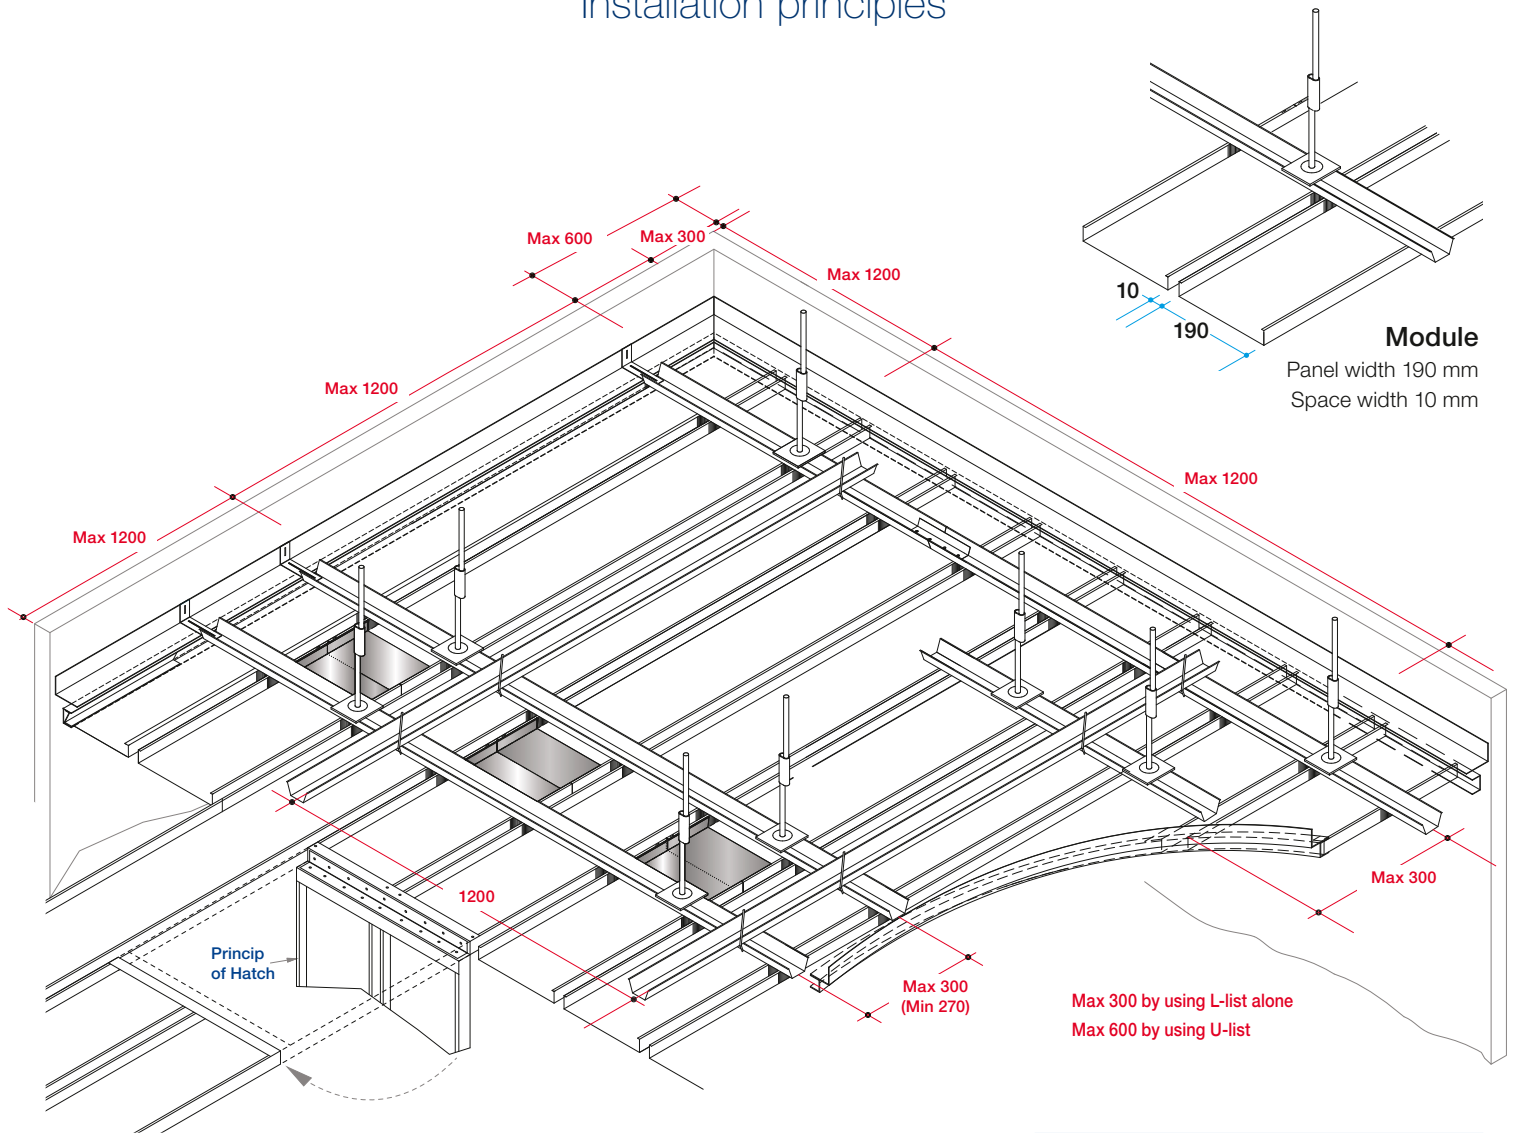 Installation principles
Max 600
Max 300
Max 1200
10
190
Module
Panel width 190 mm
Space width 10 mm
Max 1200
Max 1200
Max 1200
1200
Max 300
Princip
of Hatch
Max 300
(Min 270)
Max 300 by using L-list alone
Max 600 by using U-list